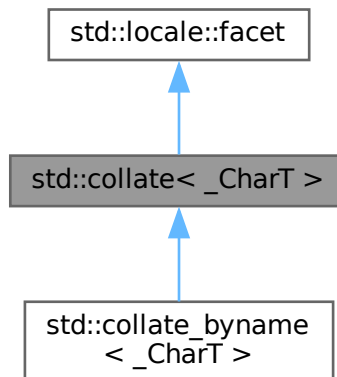 std::locale::facet
std::collate< _CharT >
std::collate_byname
< _CharT >